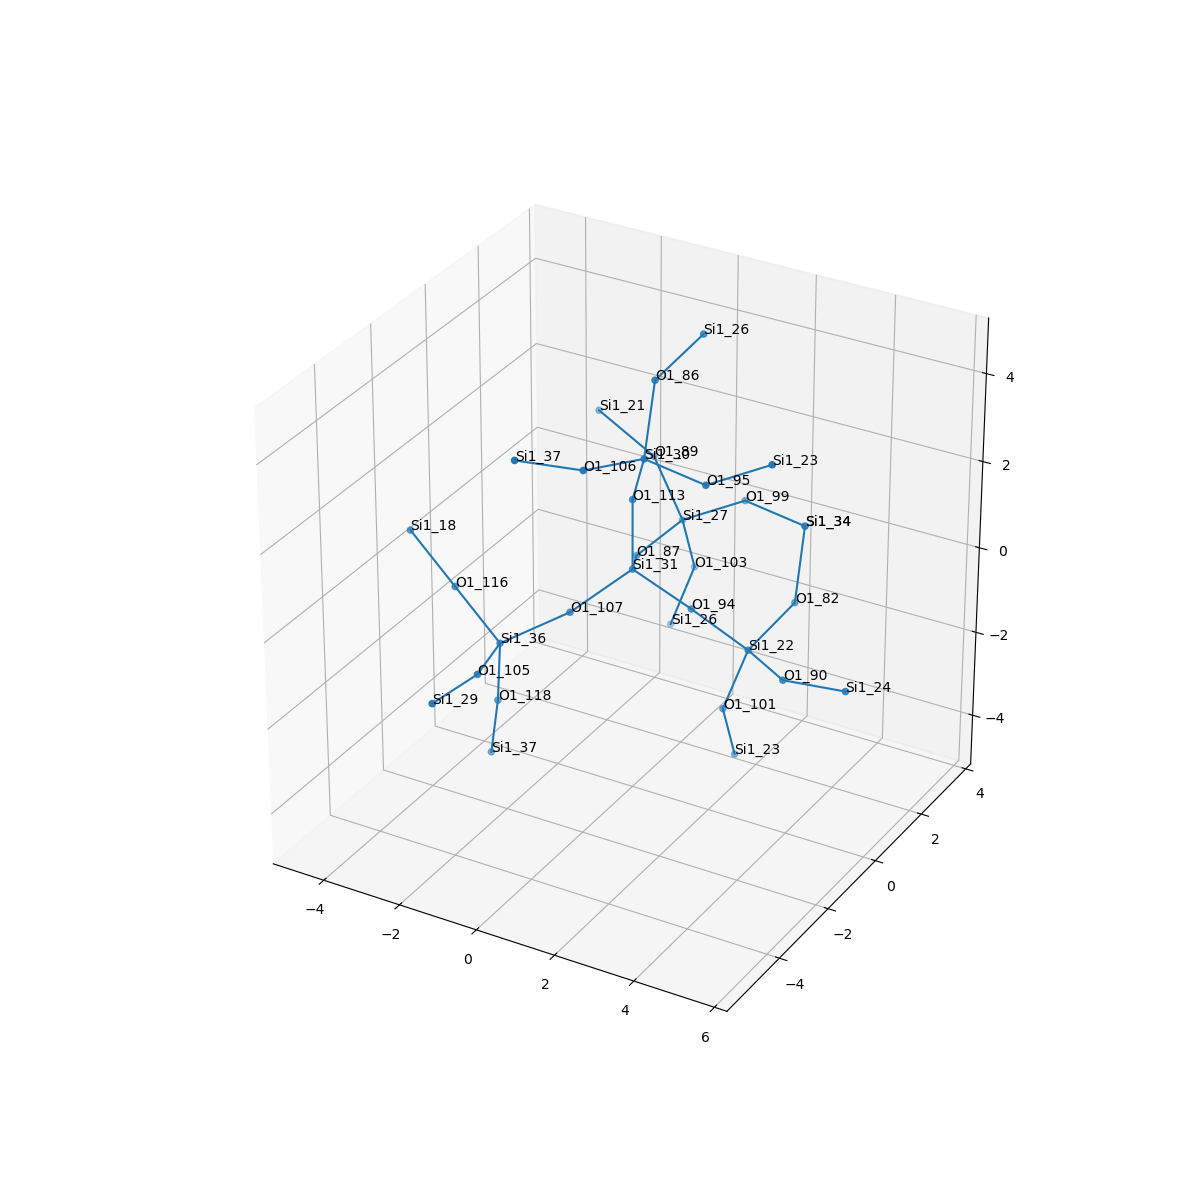 Si1_26
O1_86
Si1_21
O1_89
Si1_30
Si1_37
O1_106
Si1_23
O1_95
O1_113
O1_99
Si1_27
Si1_34
Si1_18
O1_87
Si1_31
O1_103
O1_116
O1_107
O1_94
Si1_26
O1_82
Si1_36
Si1_22
O1_105
O1_90
Si1_24
Si1_29
O1_118
O1_101
Si1_37
Si1_23
4
2
0
−2
−4
4
2
0
−2
−4
−4
−2
0
2
4
6